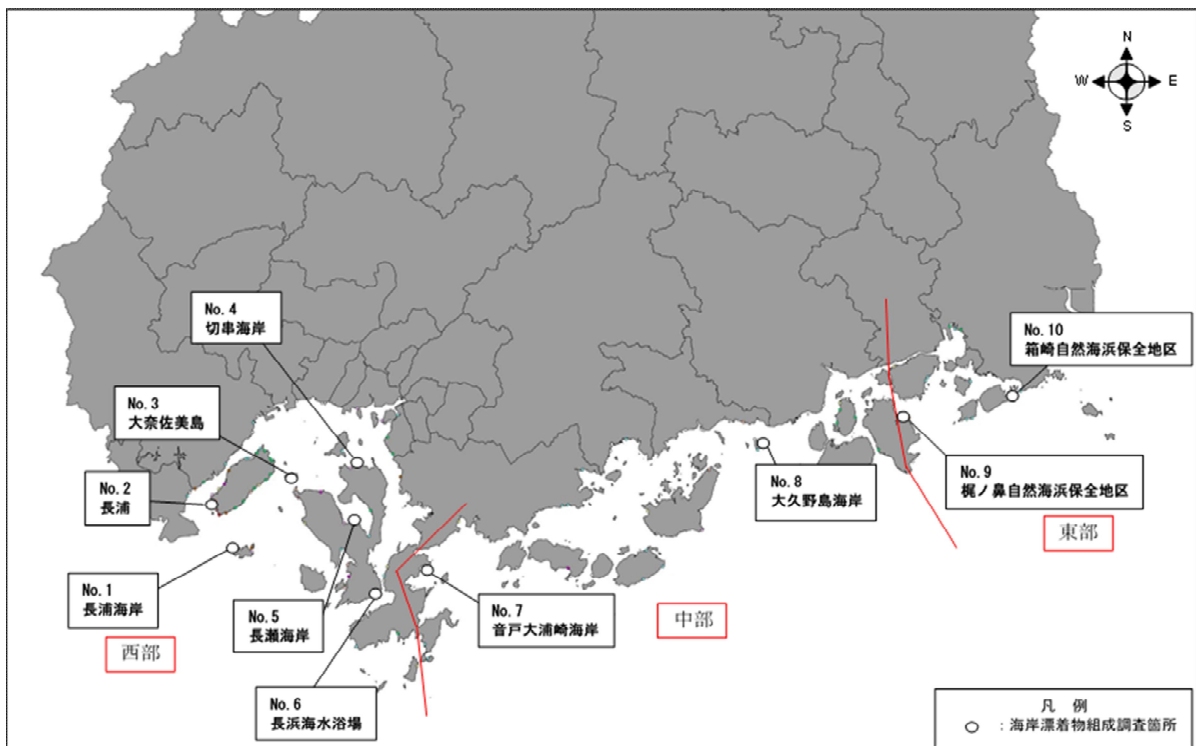 N
W E
S
No. 4
切串海岸
No. 10
箱崎自然海浜保全地区
No. 3
大奈佐美島
No. 2
長浦
No. 8
大久野島海岸
No. 9
梶ノ鼻自然海浜保全地区
東部
No. 1
長浦海岸
No. 5
長瀬海岸
No. 7
音戸大浦崎海岸
中部
西部
No. 6
長浜海水浴場
凡 例
：海岸漂着物組成調査箇所